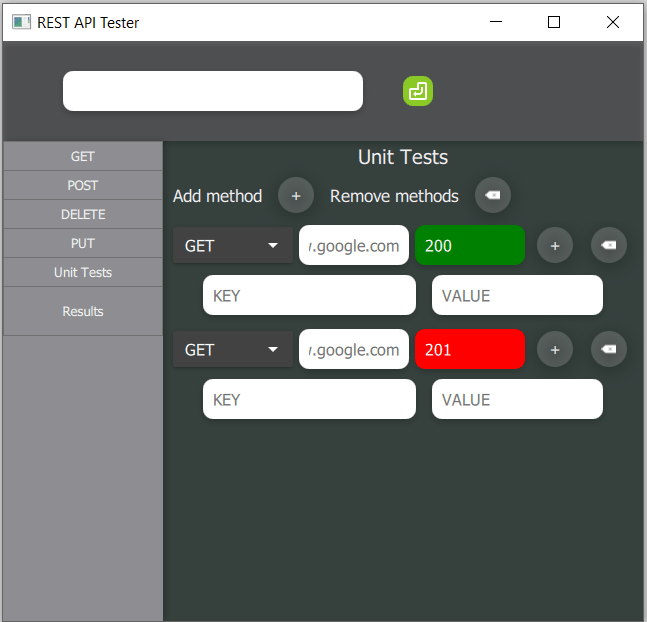 REST API Tester
GET
POST
DELETE
PUT
Unit Tests
Results
Unit Tests
Add method + Remove methods
GET .google.com 200 +
KEY VALUE
GET .google.com 201 +
KEY VALUE